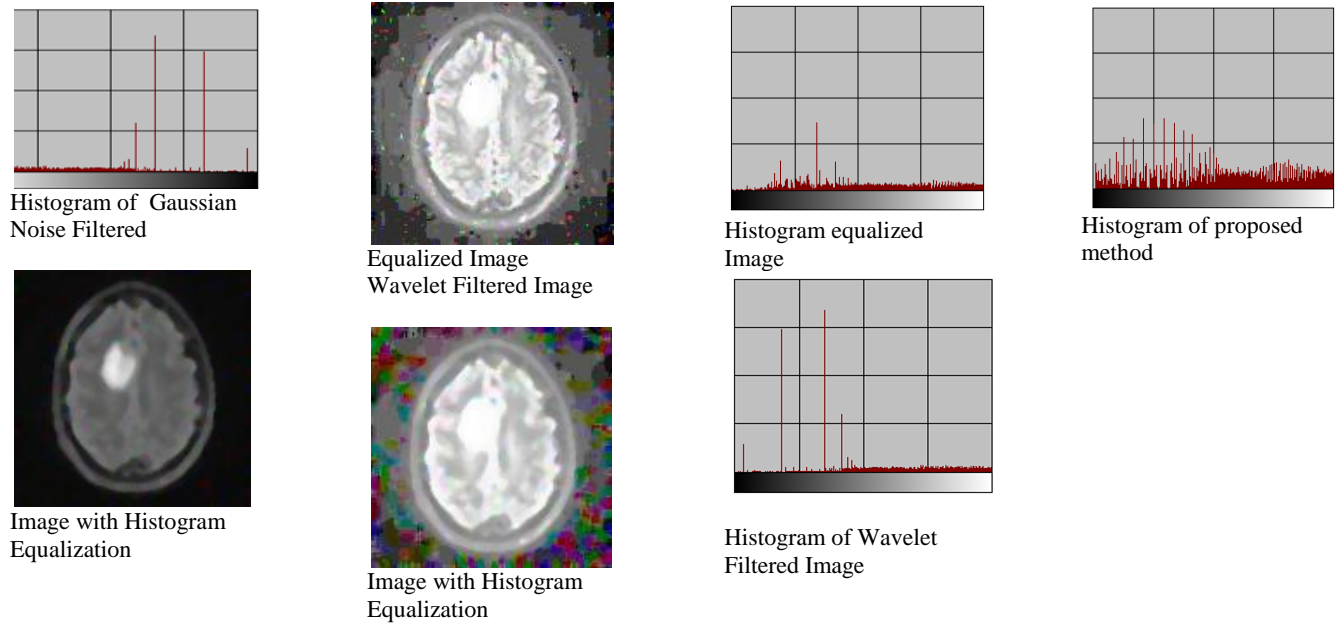 Histogram of Gaussian
Noise Filtered
Image with Histogram
Equalization
Equalized Image
Wavelet Filtered Image
Image with Histogram
Equalization
Histogram equalized
Image
Histogram of Wavelet
Filtered Image
Histogram of proposed
method